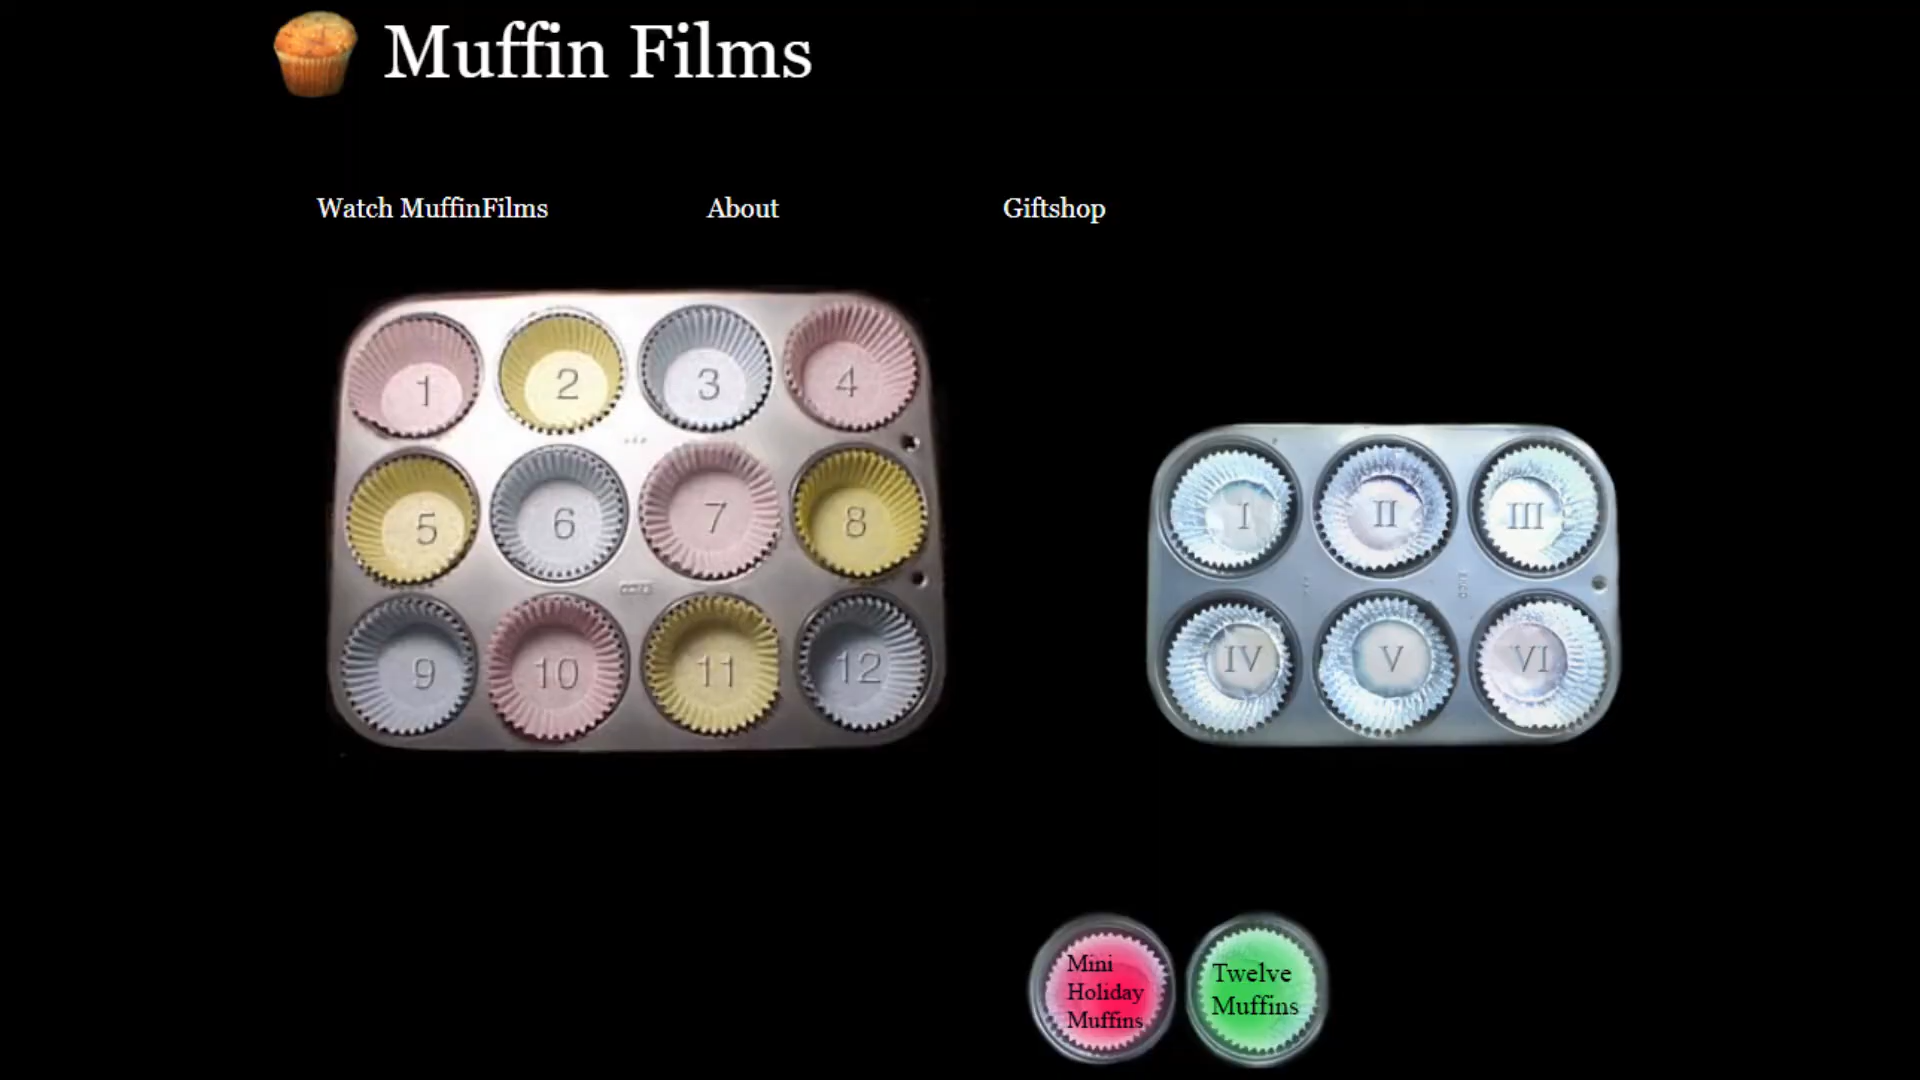 Muffin Films
Watch MuffinFilms
About
Giftshop
1 2 3 4
5 6 7 8
9 10 11 12
I II III
IV V VI
Mini
Holiday
Muffins
Twelve
Muffins